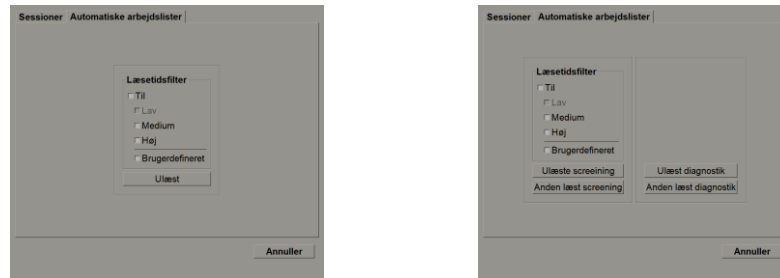 Sessioner Automatiske arbejdslister
Læsetidsfilter
Til
Lav
Medium
Høj
Brugerdefineret
Ulæst
Annuller
Sessioner Automatiske arbejdslister
Læsetidsfilter
Til
Lav
Medium
Høj
Brugerdefineret
Ulæste screeining Ulæst diagnostik
Anden læst screening Anden læst diagnostik
Annuller